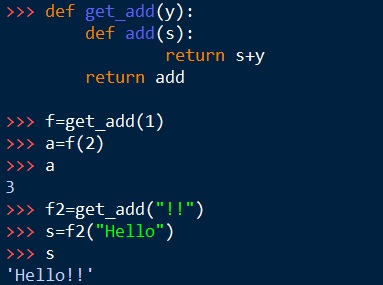 >>> def get_add(y):
        def add(s):
                return s+y
        return add

>>> f=get_add(1)
>>> a=f(2)
>>> a
3
>>> f2=get_add("!!")
>>> s=f2("Hello")
>>> s
'Hello!!'